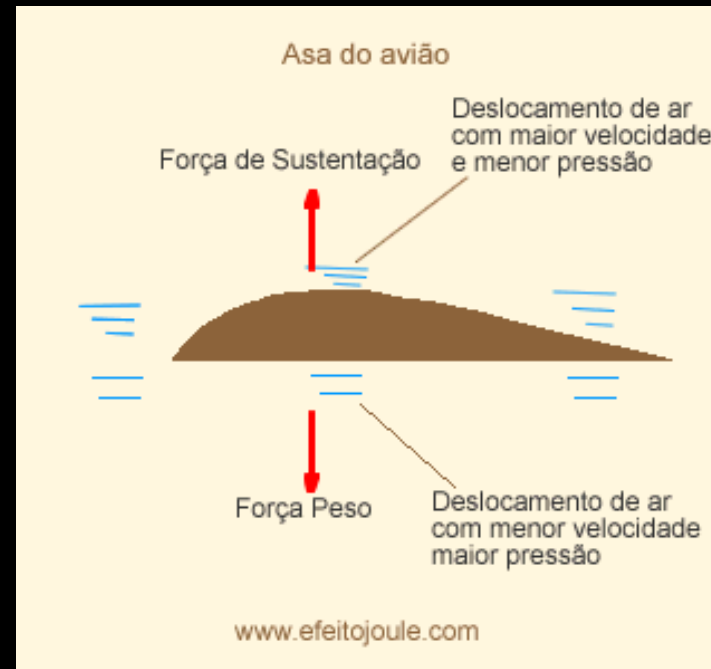 Asa do avião
Deslocamento de ar
com maior velocidade
e menor pressão
Força de Sustentação
Força Peso
Deslocamento de ar
com menor velocidade
maior pressão
www.efeitojoule.com